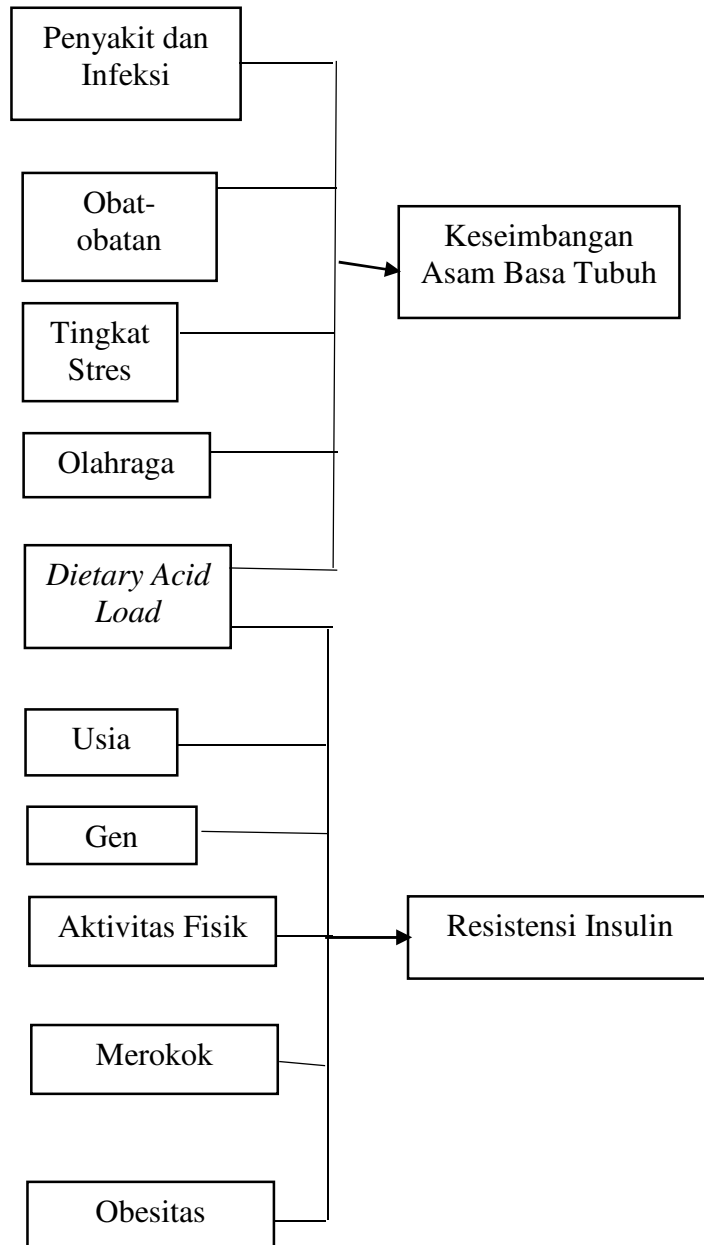 Penyakit dan
Infeksi
Obat-
obatan
Keseimbangan
Asam Basa Tubuh
Tingkat
Stres
Olahraga
Dietary Acid
Load
Usia
Gen
Aktivitas Fisik
Resistensi Insulin
Merokok
Obesitas